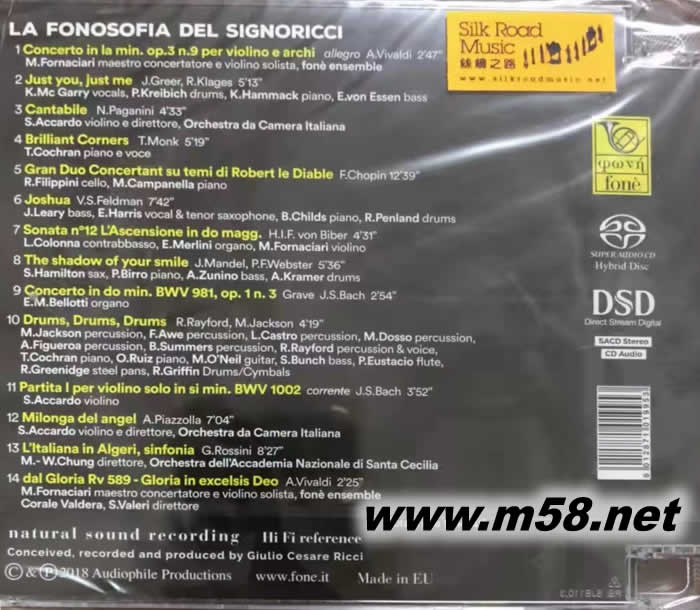 LA FONOSOFIA DEL SIGNORICCI
1 Concerto in la min. op.3 n.9 per violino e archi allegro A.Vivaldi 2'47"
M.Fornaciari maestro concertatore e violino solista, fonè ensemble
2 Just you, just me J.Greer, R.Klages 5'13"
K.Mc Garry vocals, P.Kreibich drums, K.Hammack piano, E.von Essen bass
3 Cantabile N.Paganini 4'33"
S.Accardo violino e direttore, Orchestra da Camera Italiana
4 Brilliant Corners T.Monk 5'19"
T.Cochran piano e voce
5 Gran Duo Concertant su temi di Robert le Diable F.Chopin 12'39"
R.Filippini cello, M.Campanella piano
6 Joshua V.S.Feldman 7'42"
J.Leary bass, E.Harris vocal & tenor saxophone, B.Childs piano, R.Penland drums
7 Sonata n°12 L'Ascensione in do magg. H.I.F. von Biber 4'31"
L.Colonna contrabbasso, E.Merlini organo, M.Fornaciari violino
8 The shadow of your smile J.Mandel, P.F.Webster 5'36"
S.Hamilton sax, P.Birro piano, A.Zunino bass, A.Kramer drums
9 Concerto in do min. BWV 981, op. 1 n. 3 Grave J.S.Bach 2'54"
E.M.Bellotti organo
10 Drums, Drums, Drums R.Rayford, M.Jackson 4'19"
M.Jackson percussion, F.Awe percussion, L.Castro percussion, M.Dosso percussion,
A.Figueroa percussion, B.Summers percussion, R.Rayford percussion & voice,
T.Cochran piano, O.Ruiz piano, M.O'Neil guitar, S.Bunch bass, P.Eustacio flute,
R.Greenidge steel pans, R.Griffin Drums/Cymbals
11 Partita I per violino solo in si min. BWV 1002 corrente J.S.Bach 3'52"
S.Accardo violino
12 Milonga del angel A.Piazzolla 7'04"
S.Accardo violino e direttore, Orchestra da Camera Italiana
13 L'Italiana in Algeri, sinfonia G.Rossini 8'27"
M.-W.Chung direttore, Orchestra dell'Accademia Nazionale di Santa Cecilia
14 dal Gloria Rv 589 - Gloria in excelsis Deo A.Vivaldi 2'25"
M.Fornaciari maestro concertatore e violino solista, fonè ensemble
Corale Valdera, S.Valeri direttore
natural sound recording Hi Fi reference
Conceived, recorded and produced by Giulio Cesare Ricci
© & ℗ 2018 Audiophile Productions www.fone.it Made in EU
Silk Road
Music
絲繩之路
www.silkroadmusic.net
φωνή
fonè
SUPER AUDIO CD
Hybrid Disc
DSD
Direct Stream Digital
SACD Stereo
CD Audio
8 012871 019953
www.m58.net